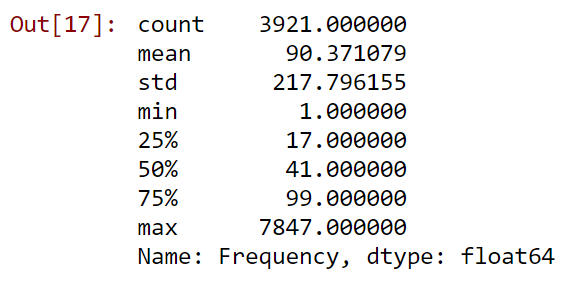 Out[17]: count    3921.000000
mean       90.371079
std       217.796155
min         1.000000
25%        17.000000
50%        41.000000
75%        99.000000
max      7847.000000
Name: Frequency, dtype: float64